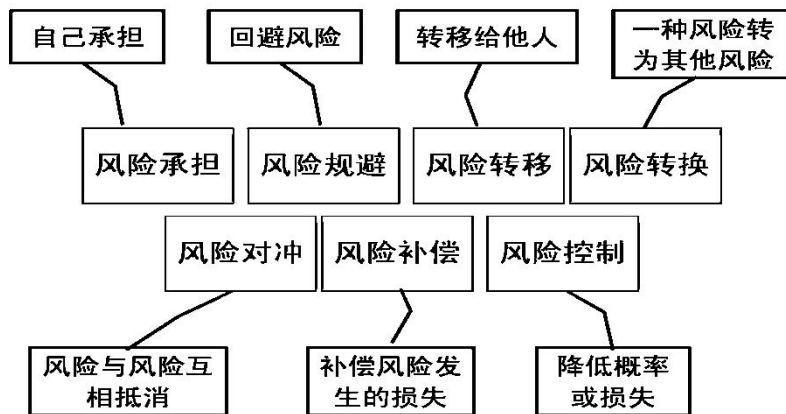 自己承担
回避风险
转移给他人
一种风险转
为其他风险
风险承担
风险规避
风险转移
风险转换
风险对冲
风险补偿
风险控制
风险与风险互
相抵消
补偿风险发
生的损失
降低概率
或损失